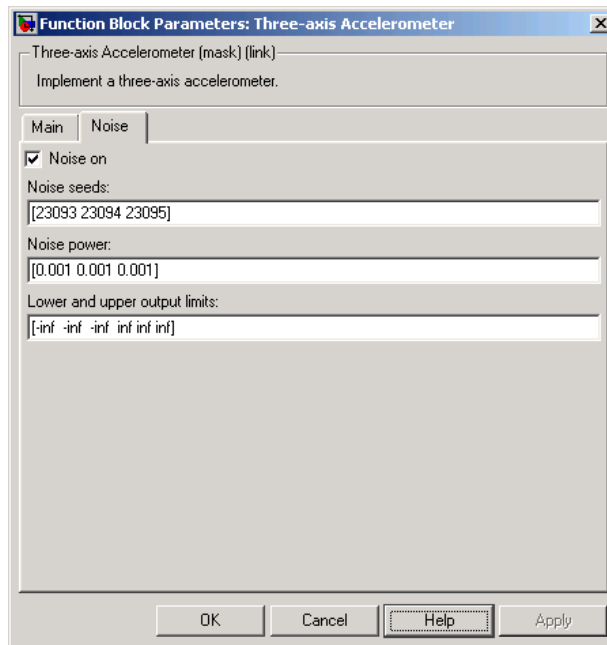 Function Block Parameters: Three-axis Accelerometer
Three-axis Accelerometer (mask) (link)
Implement a three-axis accelerometer.
Main Noise
Noise on
Noise seeds:
[23093 23094 23095]
Noise power:
[0.001 0.001 0.001]
Lower and upper output limits:
[-inf -inf -inf inf inf inf]
OK Cancel Help Apply